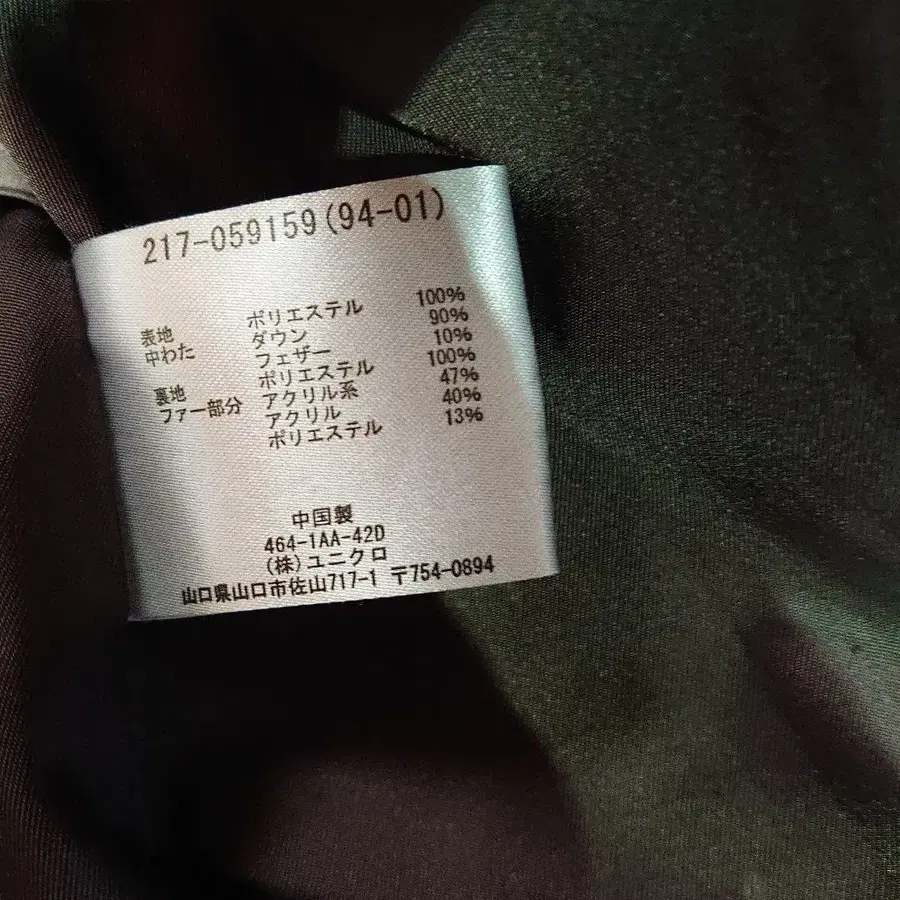 217-059159(94-01)
表地 ポリエステル 100%
中わた ダウン 90%
フェザー 10%
裏地 ポリエステル 100%
ファー部分 アクリル系 47%
アクリル 40%
ポリエステル 13%
中国製
464-1AA-42D
(株)ユニクロ
山口県山口市佐山717-1 〒754-0894